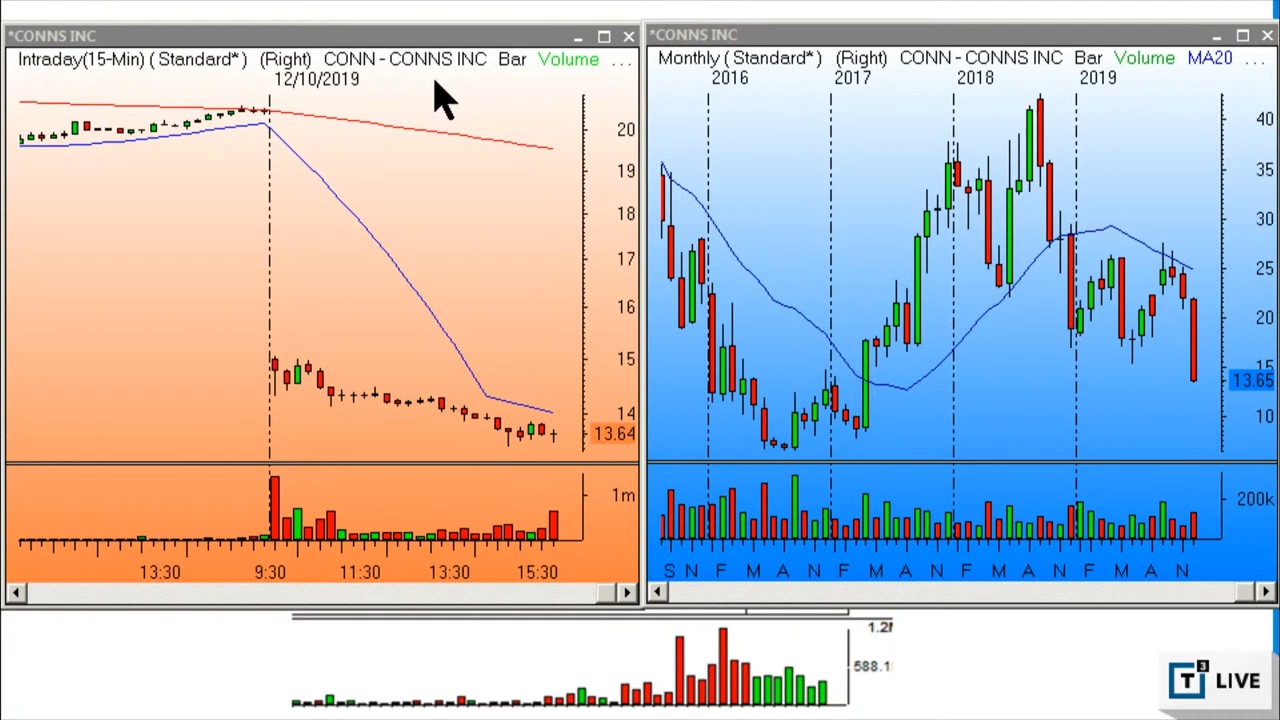 *CONNS INC
Intraday(15-Min) ( Standard* ) (Right) CONN - CONNS INC Bar Volume ...
12/10/2019
20
19
18
17
16
15
14
13.64
1m
13:30 9:30 11:30 13:30 15:30
*CONNS INC
Monthly ( Standard* ) (Right) CONN - CONNS INC Bar Volume MA20 ...
2016 2017 2018 2019
40
35
30
25
20
15
13.65
10
200k
S N F M A N F M A N F M A N F M A N
1.2M
588.1
T3 LIVE